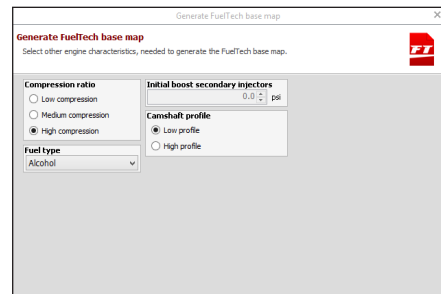 Generate FuelTech base map
Generate FuelTech base map
Select other engine characteristics, needed to generate the FuelTech base map.
FT
Compression ratio
Low compression
Medium compression
High compression
Fuel type
Alcohol
Initial boost secondary injectors
0.0 psi
Camshaft profile
Low profile
High profile